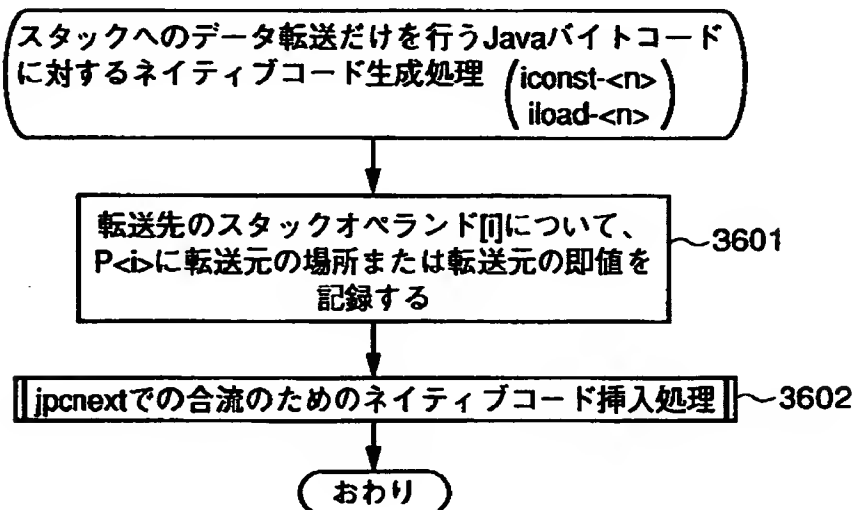 スタックへのデータ転送だけを行うJavaバイトコード
に対するネイティブコード生成処理 (iconst-<n>
iload-<n>)
転送先のスタックオペランド[i]について、
P<i>に転送元の場所または転送元の即値を
記録する
3601
jpcnextでの合流のためのネイティブコード挿入処理
3602
おわり